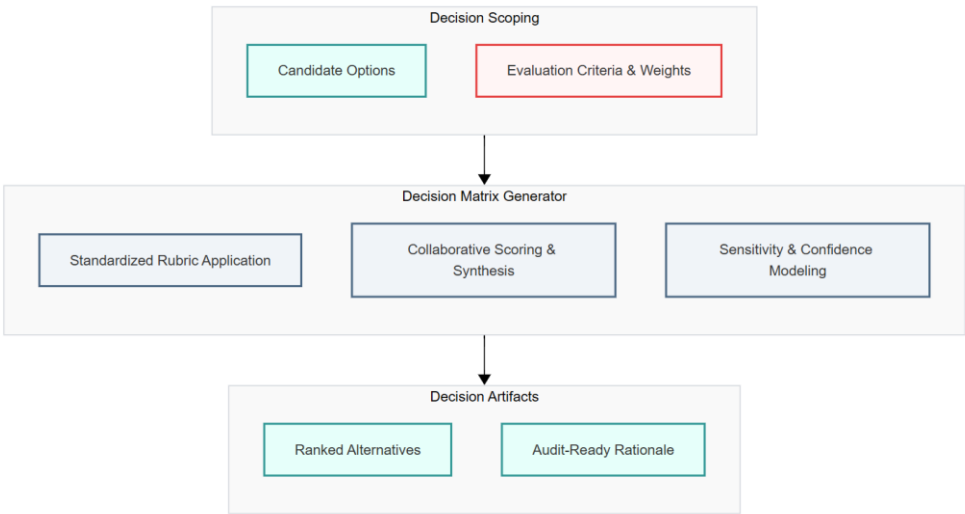 Decision Scoping
Candidate Options
Evaluation Criteria & Weights
Decision Matrix Generator
Standardized Rubric Application
Collaborative Scoring &
Synthesis
Sensitivity & Confidence
Modeling
Decision Artifacts
Ranked Alternatives
Audit-Ready Rationale